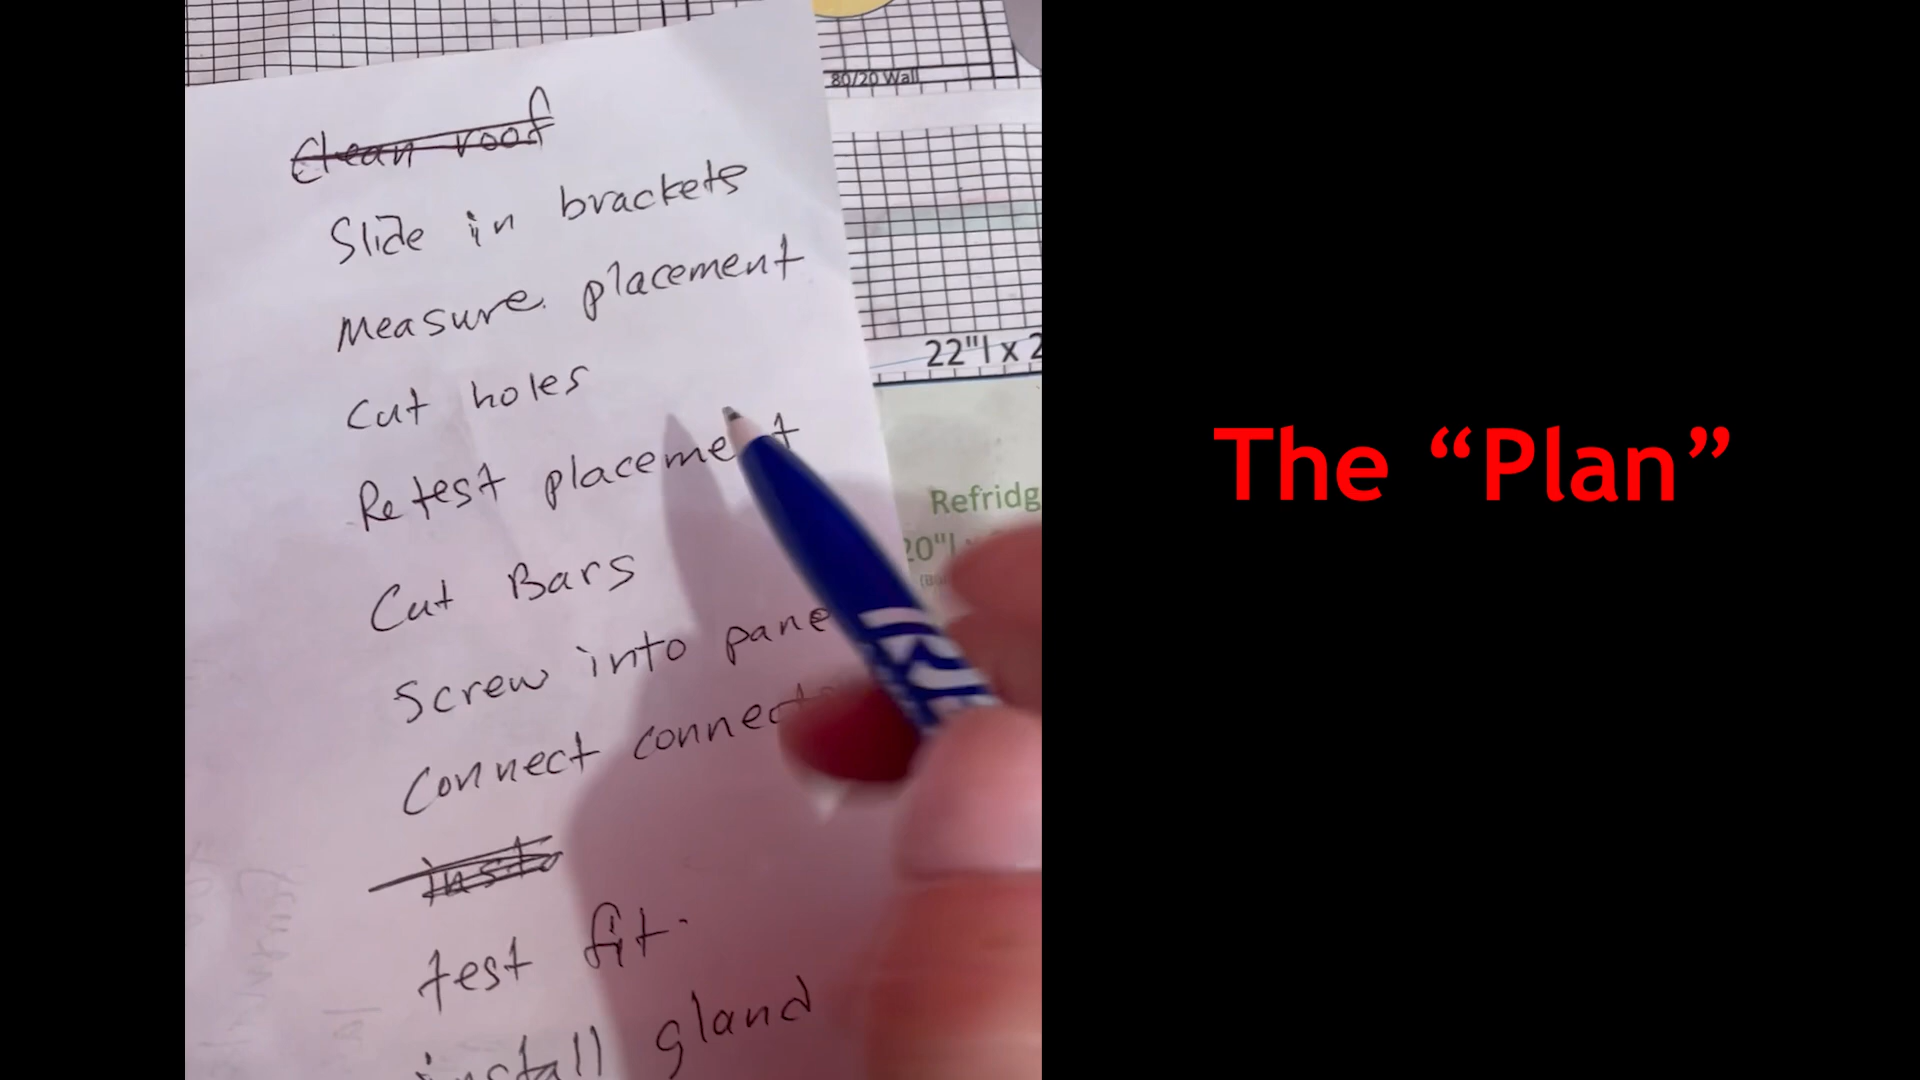 80/20 Wall
Clean roof
Slide in brackets
Measure placement
22"l x 2
Cut holes
Retest placement
Refridg
20"l
Cut Bars
Screw into pane
Connect connect
test fit
install gland
The “Plan”